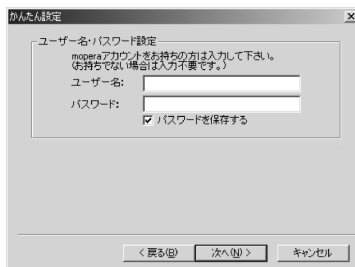 かんたん設定
ユーザー名・パスワード設定
moperaアカウントをお持ちの方は入力して下さい。
(お持ちでない場合は入力不要です。)
ユーザー名:
パスワード:
パスワードを保存する
< 戻る(B)
次へ(N) >
キャンセル